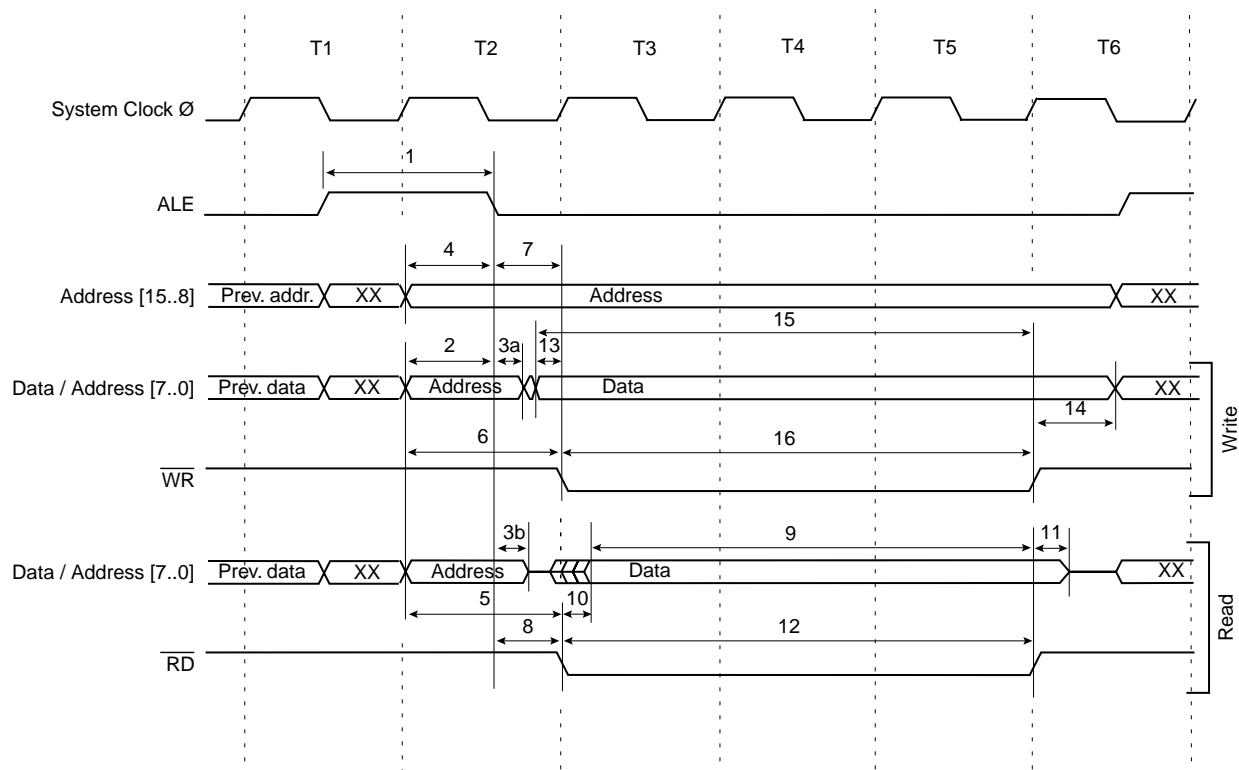 T1 T2 T3 T4 T5 T6
System Clock Ø
1
ALE
4 7
Address [15..8] Prev. addr. XX Address XX
15
2 3a 13
Data / Address [7..0] Prev. data XX Address Data XX
14
6 16
WR
Write
3b 9 11
Data / Address [7..0] Prev. data XX Address Data XX
5 10
8 12
RD
Read